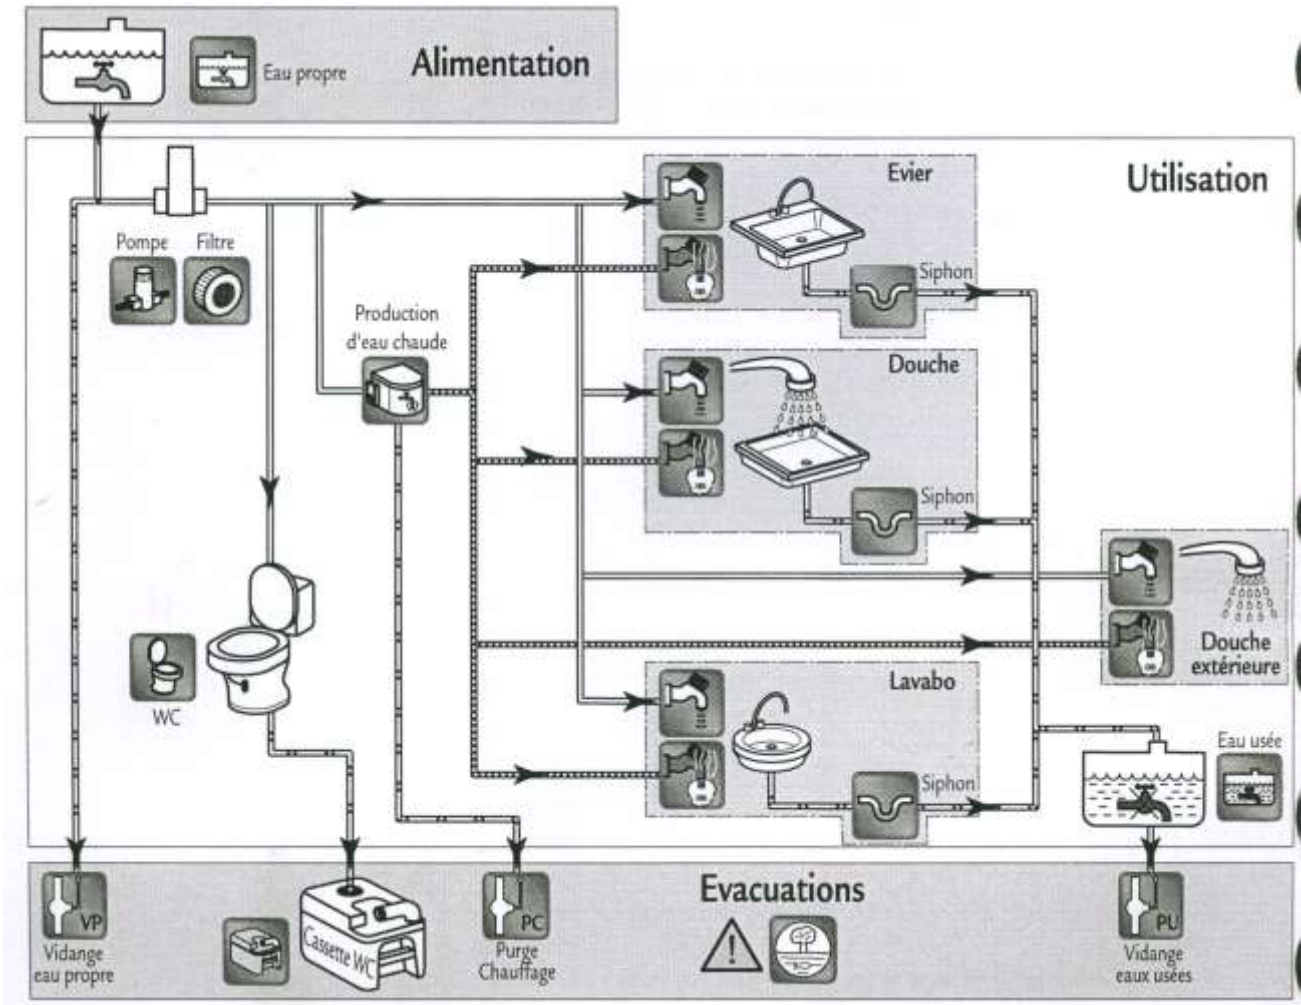 Eau propre
Alimentation
Utilisation
Evier
Pompe
Filtre
Siphon
Production
d'eau chaude
Douche
Siphon
Douche
extérieure
WC
Lavabo
Eau usée
Siphon
Evacuations
VP
Vidange
eau propre
Cassette WC
PC
Purge
Chauffage
PU
Vidange
eaux usées